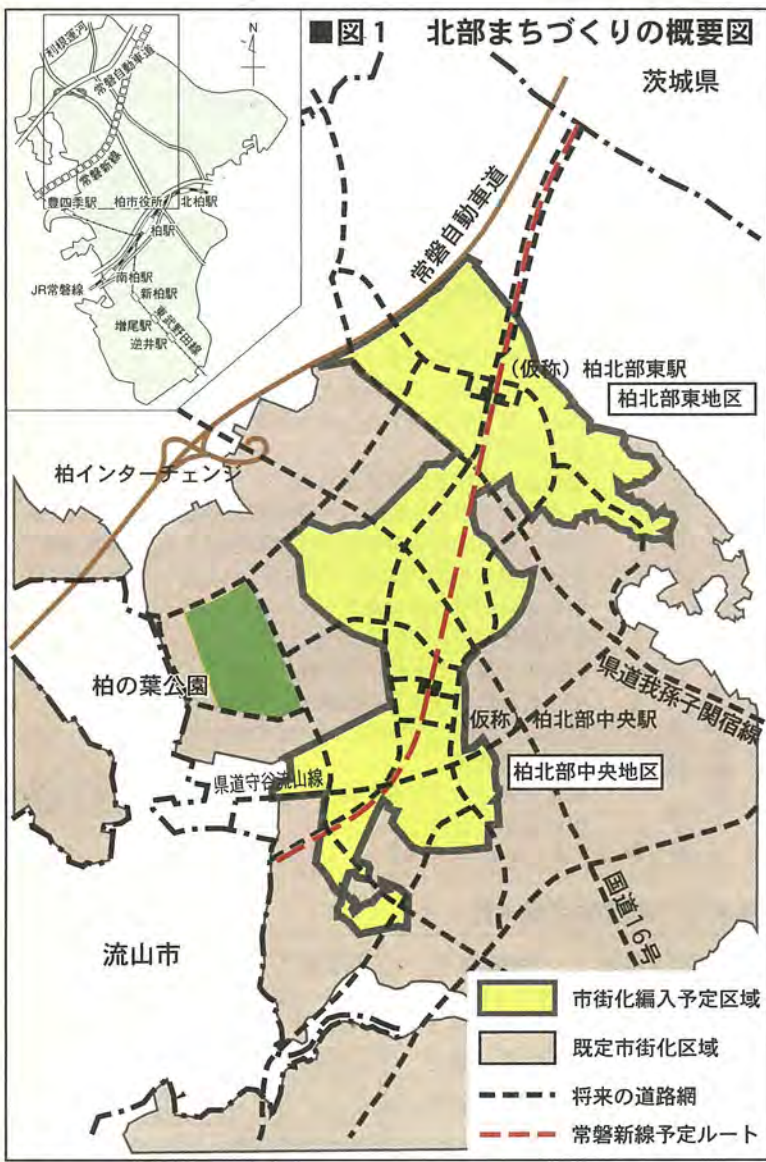 ■図1 北部まちづくりの概要図
茨城県
N
利根運河
常磐自動車道
常磐新線
豊四季駅
柏市役所
北柏駅
柏駅
南柏駅
JR常磐線
新柏駅
東武野田線
増尾駅
逆井駅
常磐自動車道
(仮称)柏北部東駅
柏北部東地区
柏インターチェンジ
柏の葉公園
県道我孫子関宿線
(仮称)柏北部中央駅
柏北部中央地区
県道守谷流山線
国道16号
流山市
市街化編入予定区域
既定市街化区域
将来の道路網
常磐新線予定ルート